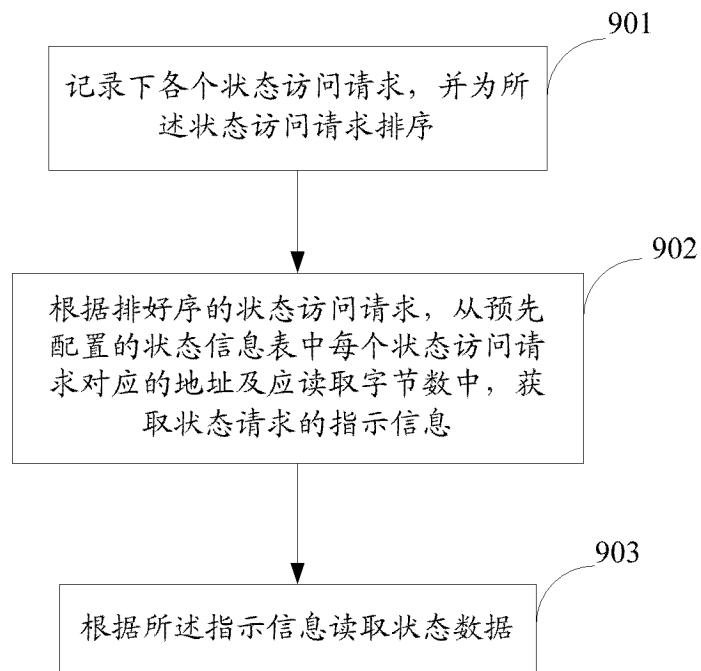 901
记录下各个状态访问请求，并为所
述状态访问请求排序
902
根据排好序的状态访问请求，从预先
配置的状态信息表中每个状态访问请
求对应的地址及应读取字节数中，获
取状态请求的指示信息
903
根据所述指示信息读取状态数据